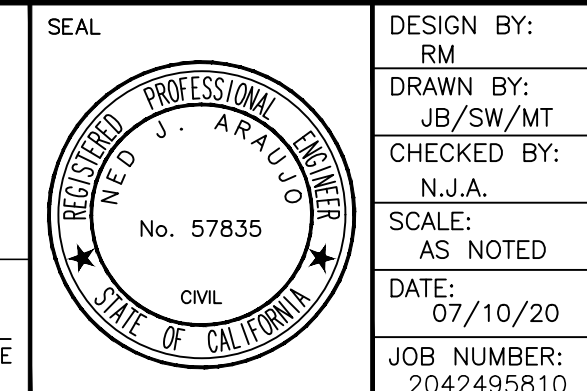 SEAL
REGISTERED PROFESSIONAL ENGINEER
NED J. ARAUJO
No. 57835
CIVIL
STATE OF CALIFORNIA
E
DESIGN BY:
RM
DRAWN BY:
JB/SW/MT
CHECKED BY:
N.J.A.
SCALE:
AS NOTED
DATE:
07/10/20
JOB NUMBER:
2042495810